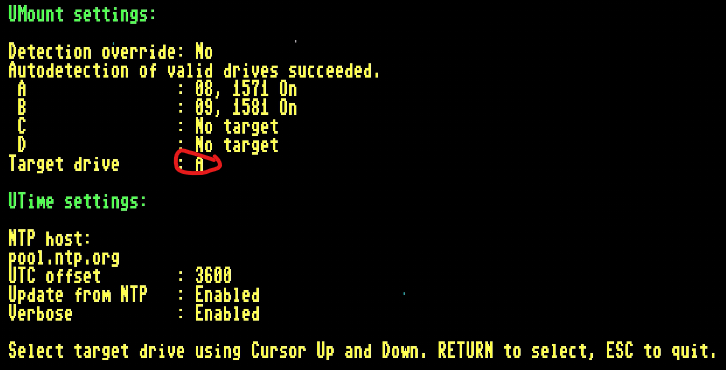 UMount settings:
Detection override: No
Autodetection of valid drives succeeded.
A : 08, 1571 On
B : 09, 1581 On
C : No target
D : No target
Target drive : A
UTime settings:
NTP host:
pool.ntp.org
UTC offset : 3600
Update from NTP : Enabled
Verbose : Enabled
Select target drive using Cursor Up and Down. RETURN to select, ESC to quit.